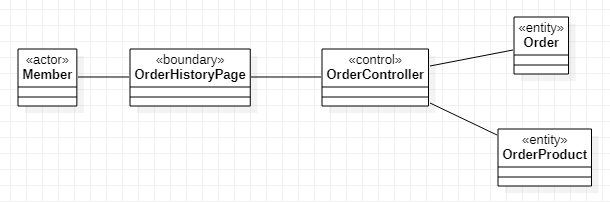 «actor»
Member
«boundary»
OrderHistoryPage
«control»
OrderController
«entity»
Order
«entity»
OrderProduct